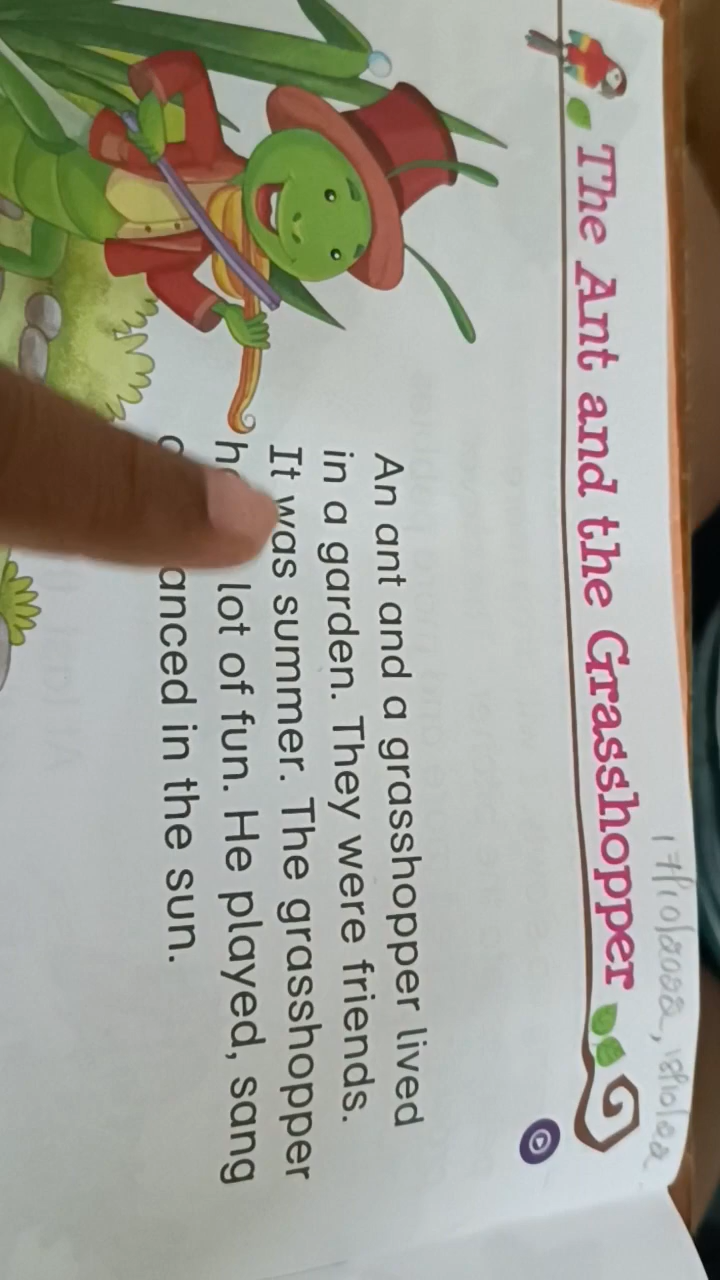 The Ant and the Grasshopper
An ant and a grasshopper lived
in a garden. They were friends.
It was summer. The grasshopper
lot of fun. He played, sang
in the sun.